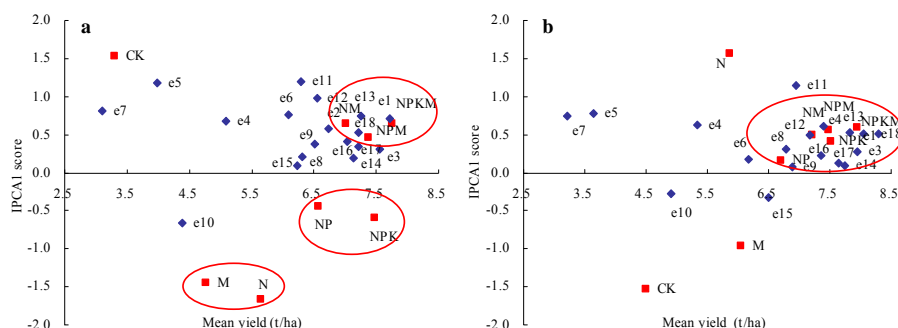 a
IPCA1 score
2.0
1.5
1.0
0.5
0.0
-0.5
-1.0
-1.5
-2.0
2.5 3.5 4.5 5.5 6.5 7.5 8.5
Mean yield (t/ha)
CK
e5
e11
e7
e4
e6
e12
e13
e1
NM
NPKM
e2
e9
e18
NPM
e16
e3
e15
e8
e14
e10
NP
NPK
M
N
b
IPCA1 score
2.0
1.5
1.0
0.5
0.0
-0.5
-1.0
-1.5
-2.0
2.5 3.5 4.5 5.5 6.5 7.5 8.5
Mean yield (t/ha)
N
e11
e7
e5
e4
NM
NPM
e4
e13
NPKM
e12
e18
e6
e8
e16
NPK
e17
e3
NP
e9
e14
e10
e15
M
CK